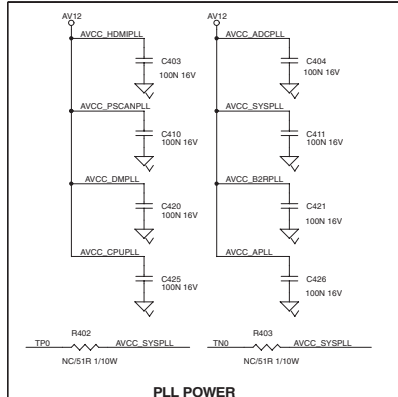 AV12
AV12
AVCC_HDMIPLL
AVCC_ADCPLL
C403
100N 16V
C404
100N 16V
AVCC_PSCANPLL
AVCC_SYSPLL
C410
100N 16V
C411
100N 16V
AVCC_DMPLL
AVCC_B2RPLL
C420
100N 16V
C421
100N 16V
AVCC_CPUPLL
AVCC_APLL
C425
100N 16V
C426
100N 16V
TP0
R402
AVCC_SYSPLL
NC/51R 1/10W
TN0
R403
AVCC_SYSPLL
NC/51R 1/10W
PLL POWER